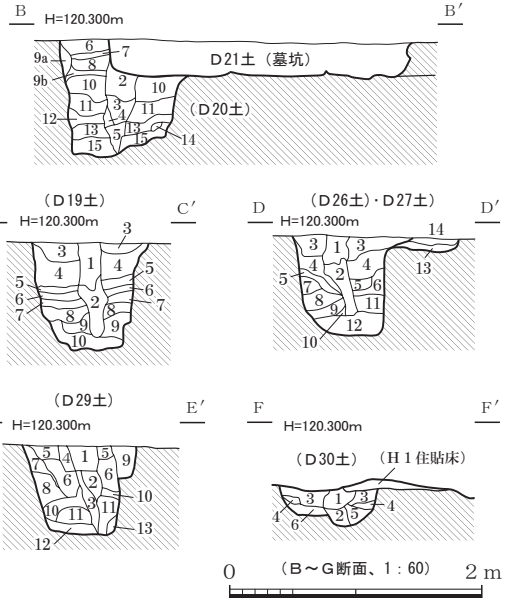 B B′
H=120.300m
6 7
9a 8
D21土（墓坑）
9b 10 2 10
11 3 11 （D20土）
12 4
13 5 13
15 15 14
（D19土） （D26土）・D27土
C′ D D′
H=120.300m H=120.300m
3 14
3 1 3 1 3
4 4 5 4 2 4 13
5 6 5 7 5 6
6 2 7 8 11
7 8 8 9
9 9 12
10 10
（D29土）
E′ F F′
H=120.300m H=120.300m
（D30土） （H1住貼床）
5 4 1 5 9
7 6 2 6 3 1 3
8 3 10 4 4
10 11 11 6 2 5
12 13
0 （B〜G断面、1：60） 2 m